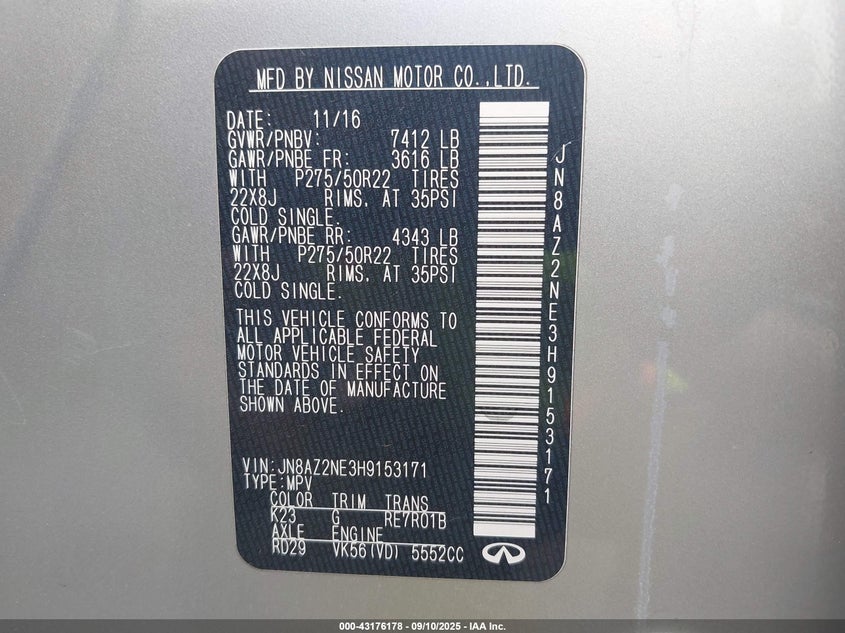 MFD BY NISSAN MOTOR CO.,LTD.
DATE: 11/16
GVWR/PNBV: 7412 LB
GAWR/PNBE FR: 3616 LB
WITH P275/50R22 TIRES
22X8J RIMS, AT 35PSI
COLD SINGLE.
GAWR/PNBE RR: 4343 LB
WITH P275/50R22 TIRES
22X8J RIMS, AT 35PSI
COLD SINGLE.
THIS VEHICLE CONFORMS TO
ALL APPLICABLE FEDERAL
MOTOR VEHICLE SAFETY
STANDARDS IN EFFECT ON
THE DATE OF MANUFACTURE
SHOWN ABOVE.
VIN:JN8AZ2NE3H9153171
TYPE:MPV
COLOR TRIM TRANS
K23 G RE7R01B
AXLE ENGINE
RD29 VK56(VD) 5552CC
JN8AZ2NE3H9153171
000-43176178 - 09/10/2025 - IAA Inc.